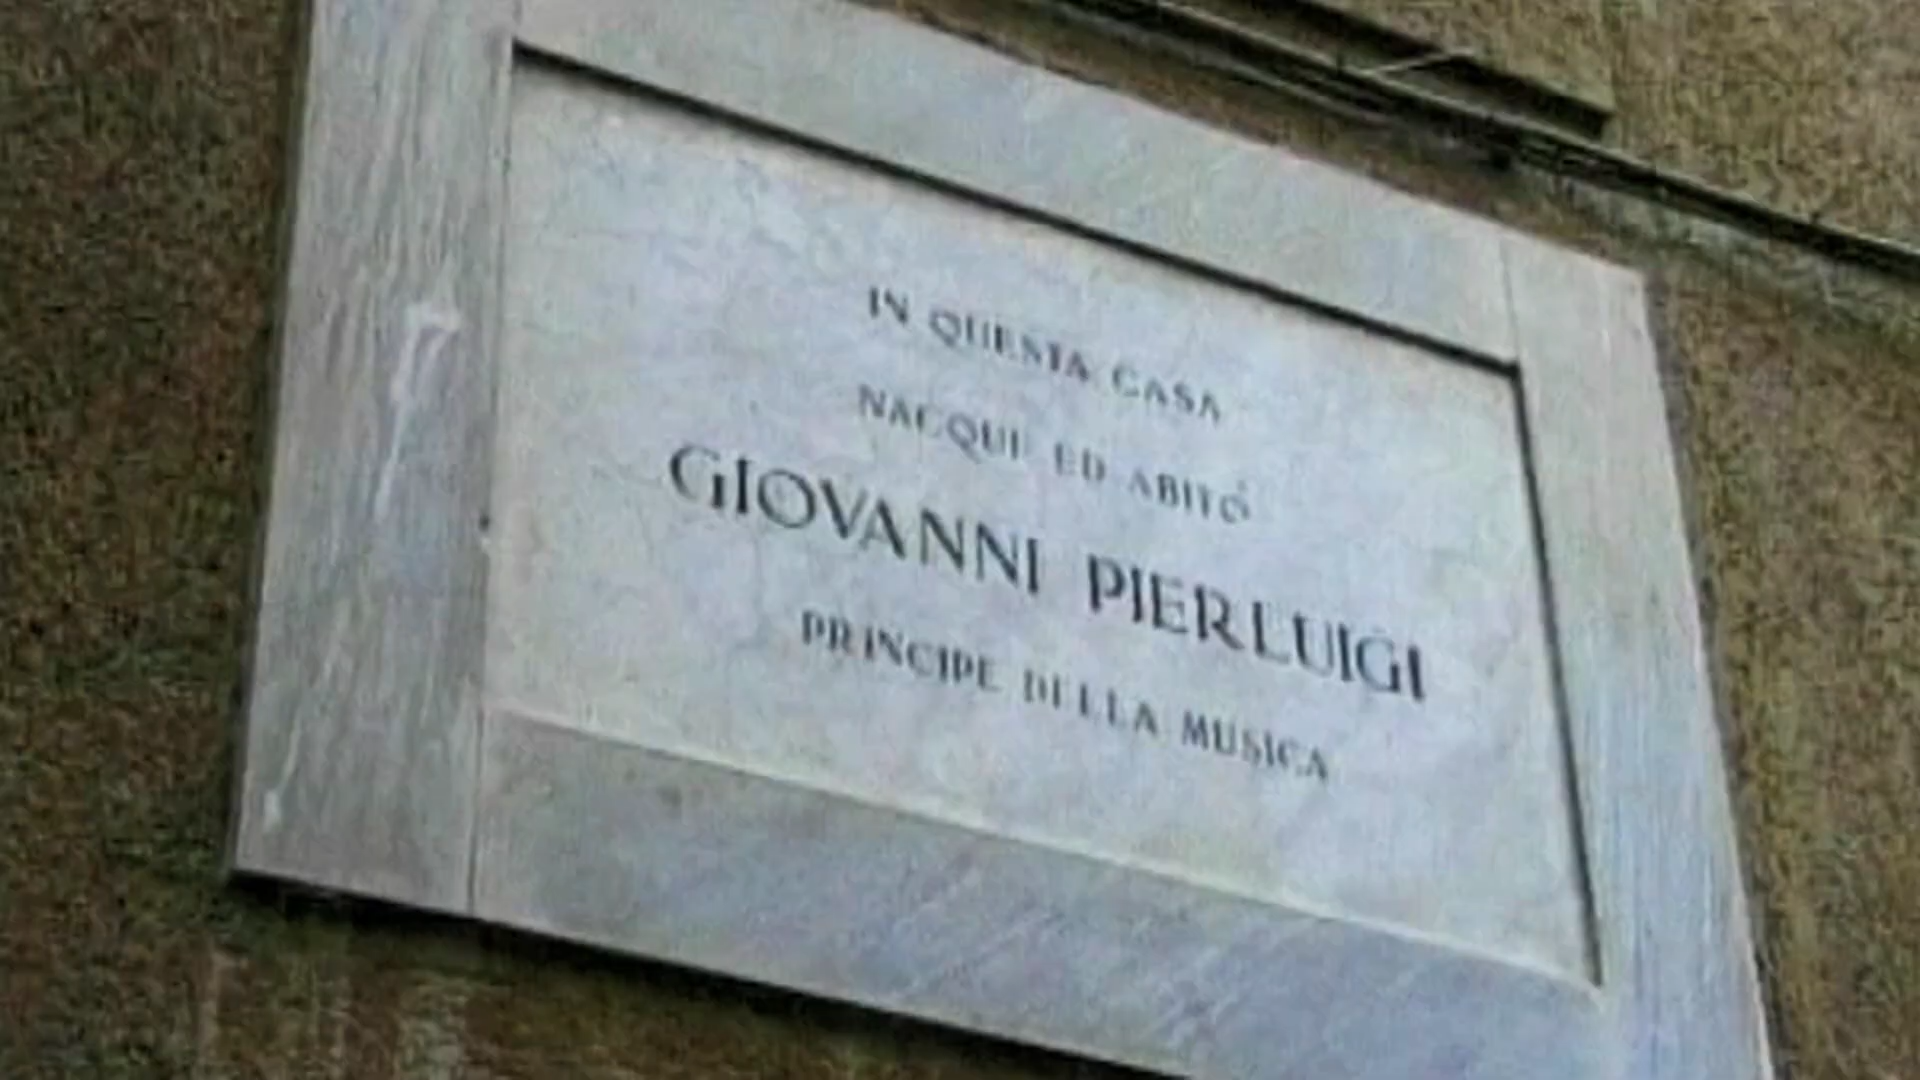 IN QUESTA CASA
NACQUE ED ABITÒ
GIOVANNI PIERLUIGI
PRINCIPE DELLA MUSICA